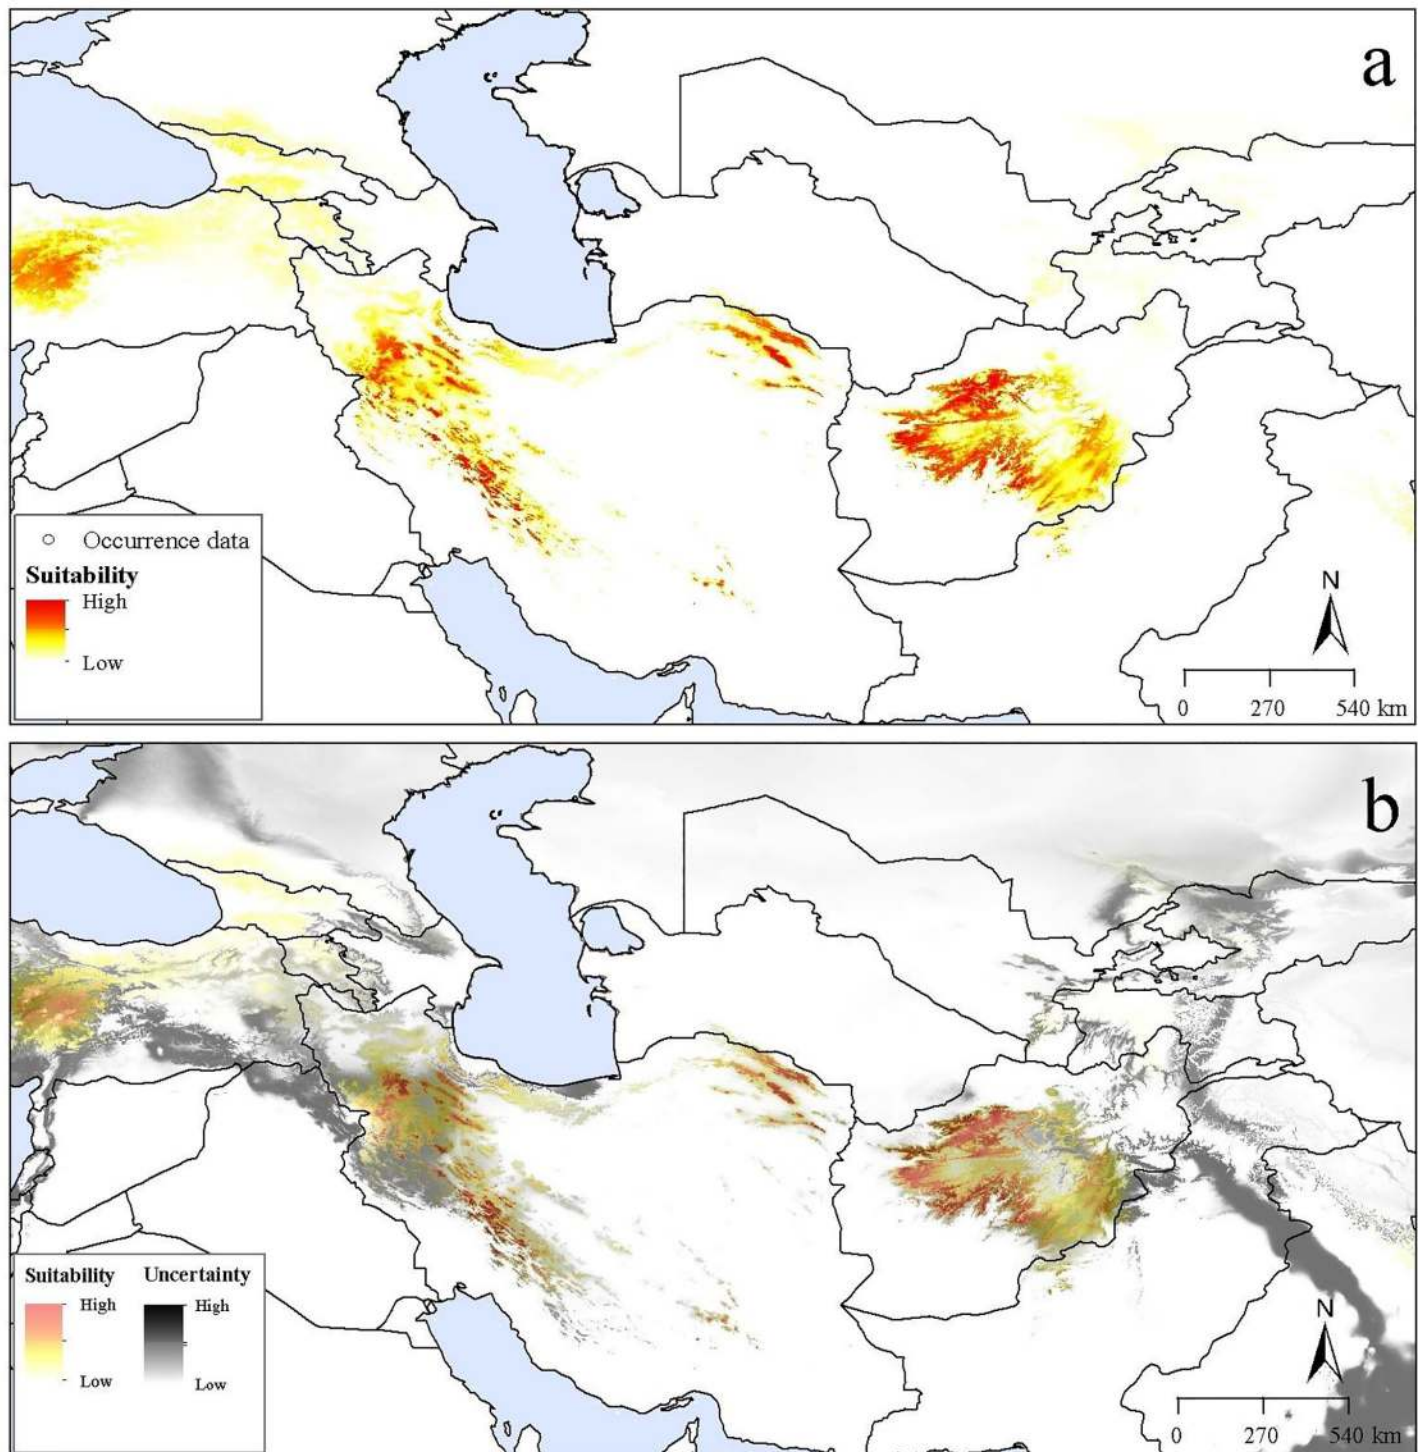 a
Occurrence data
Suitability
High
Low
N
0 270 540 km
b
Suitability Uncertainty
High High
Low Low
N
0 270 540 km